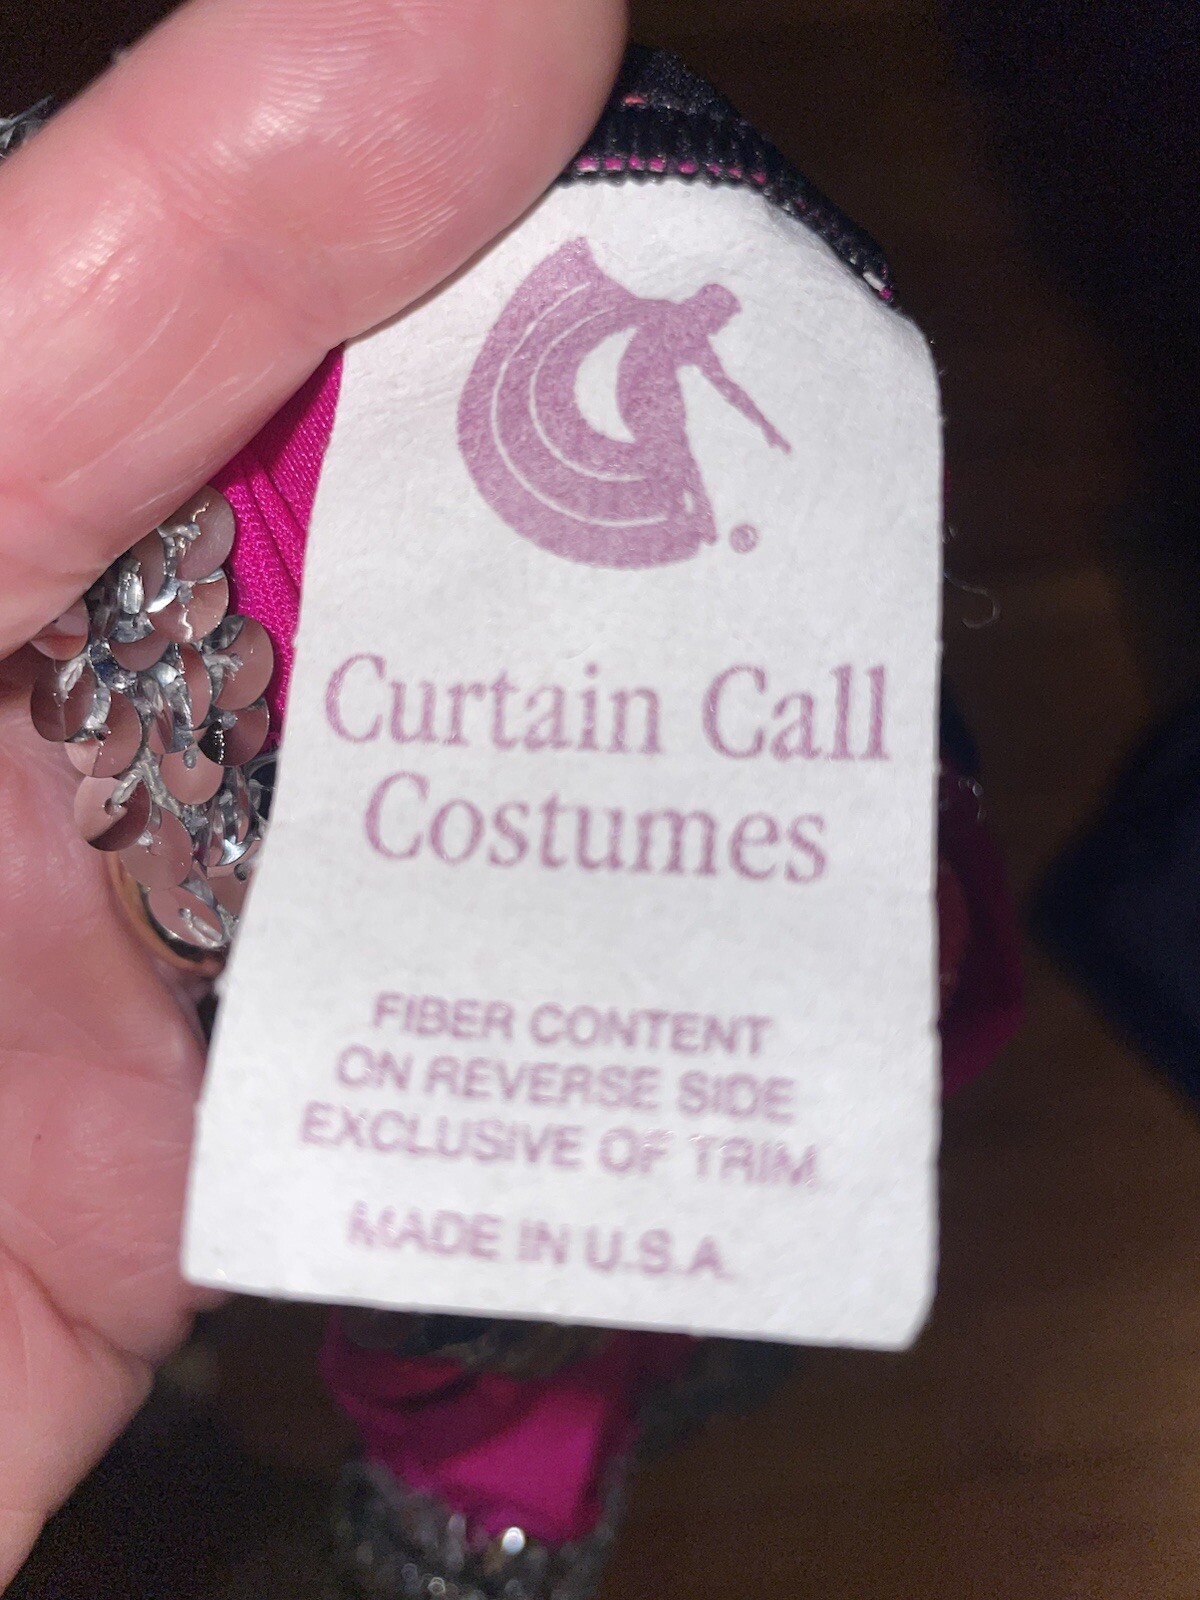 ®
Curtain Call
Costumes
FIBER CONTENT
ON REVERSE SIDE
EXCLUSIVE OF TRIM.
MADE IN U.S.A.